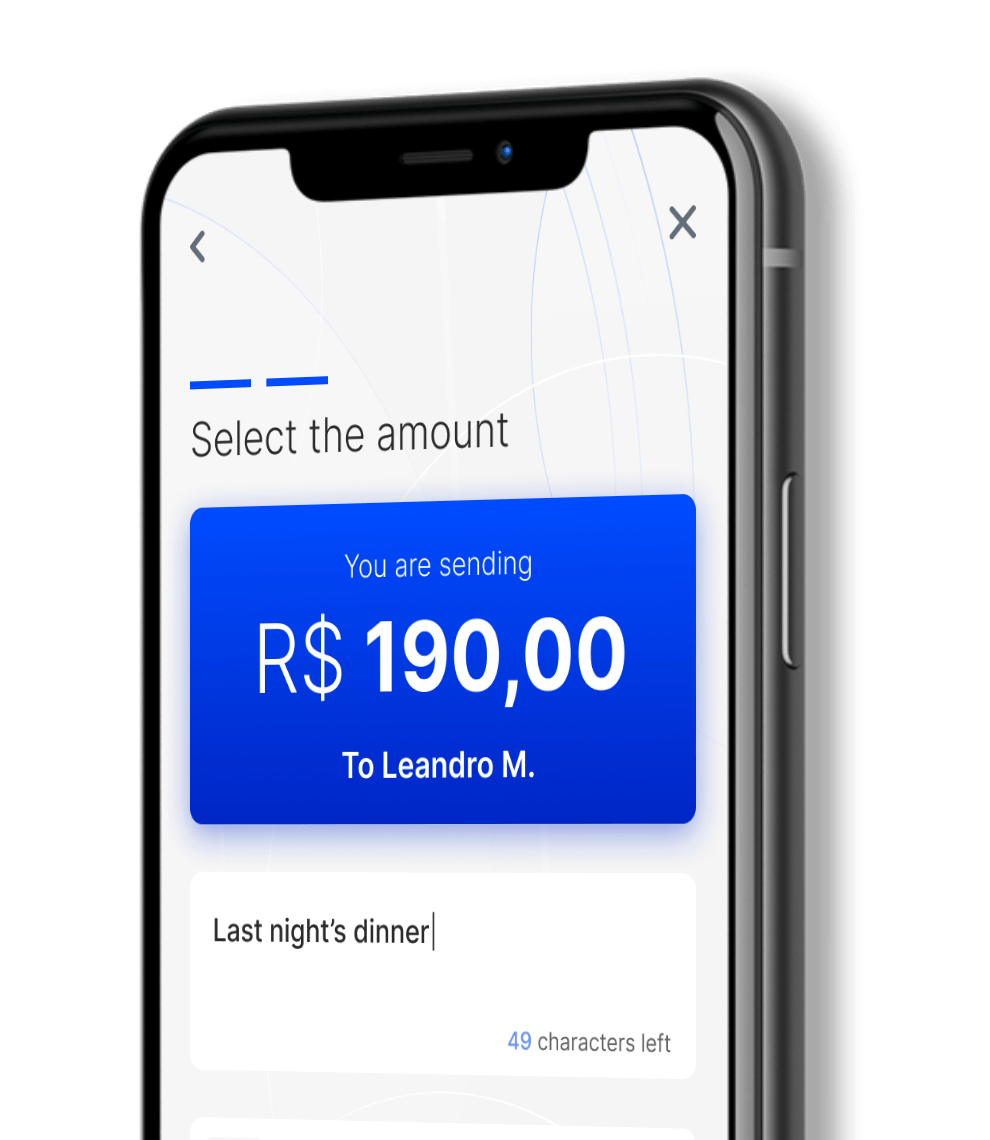 Select the amount
You are sending
R$ 190,00
To Leandro M.
Last night’s dinner
49 characters left